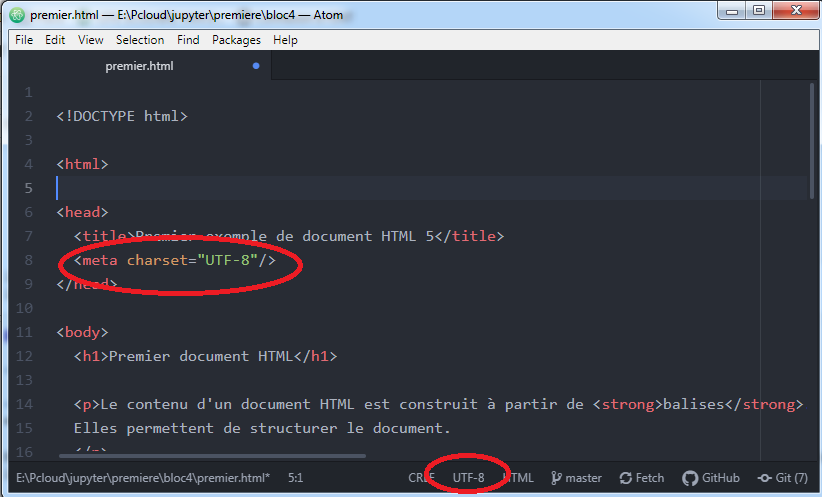 premier.html — E:\Pcloud\jupyter\premiere\bloc4 — Atom
File Edit View Selection Find Packages Help
premier.html
1
2 <!DOCTYPE html>
3
4 <html>
5
6 <head>
7 <title>Premier exemple de document HTML 5</title>
8 <meta charset="UTF-8"/>
9 </head>
10
11 <body>
12 <h1>Premier document HTML</h1>
13
14 <p>Le contenu d'un document HTML est construit à partir de <strong>balises</strong>
15 Elles permettent de structurer le document.
16 </p>
E:\Pcloud\jupyter\premiere\bloc4\premier.html* 5:1 CRLF UTF-8 HTML master Fetch GitHub Git (7)